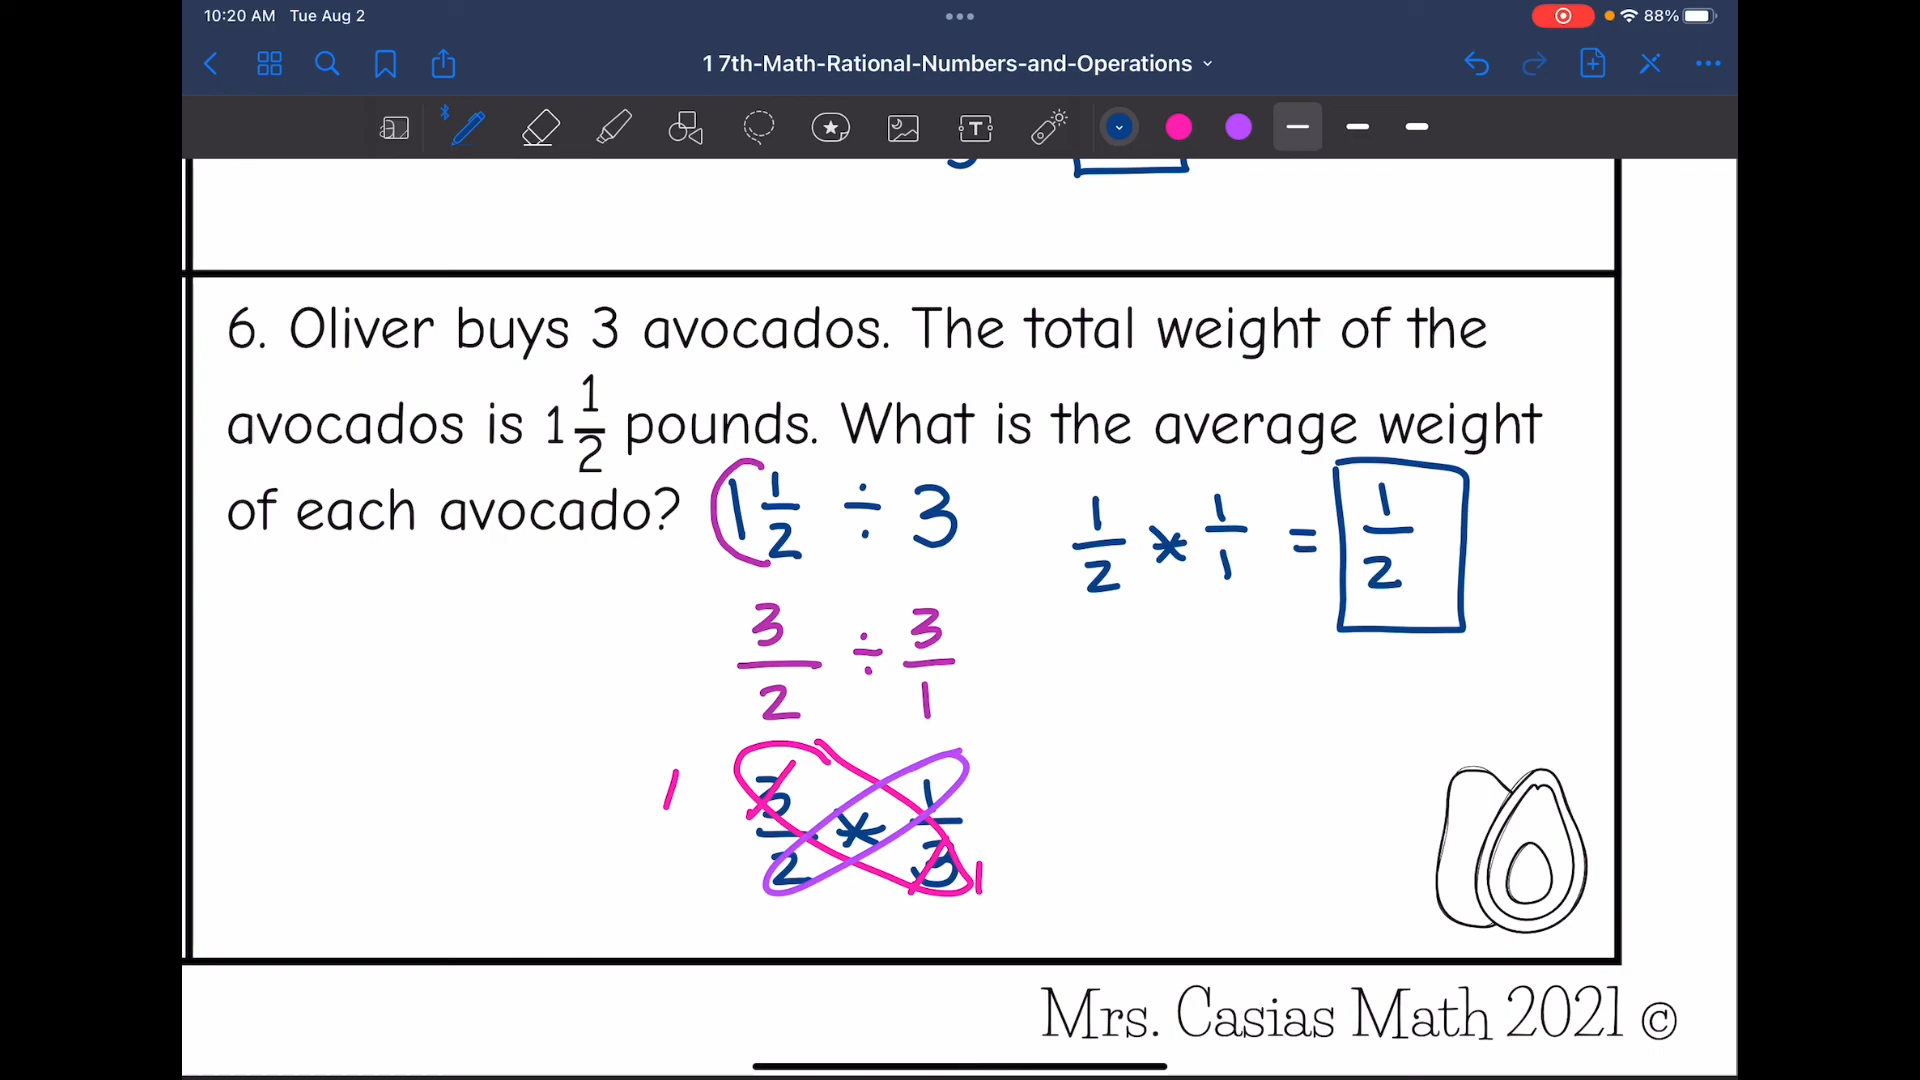 10:20 AM Tue Aug 2
88%
1 7th-Math-Rational-Numbers-and-Operations
6. Oliver buys 3 avocados. The total weight of the
avocados is 1 1/2 pounds. What is the average weight
of each avocado?
1 1/2 ÷ 3
1/2 * 1/1 = 1/2
3/2 ÷ 3/1
1 3/2 * 1/3 1
Mrs. Casias Math 2021 ©